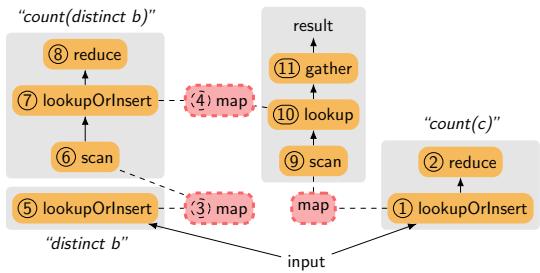 “count(distinct b)”
⑧ reduce
⑦ lookupOrInsert
⑥ scan
⑤ lookupOrInsert
“distinct b”
④ map
③ map
result
⑪ gather
⑩ lookup
⑨ scan
map
“count(c)”
② reduce
① lookupOrInsert
input